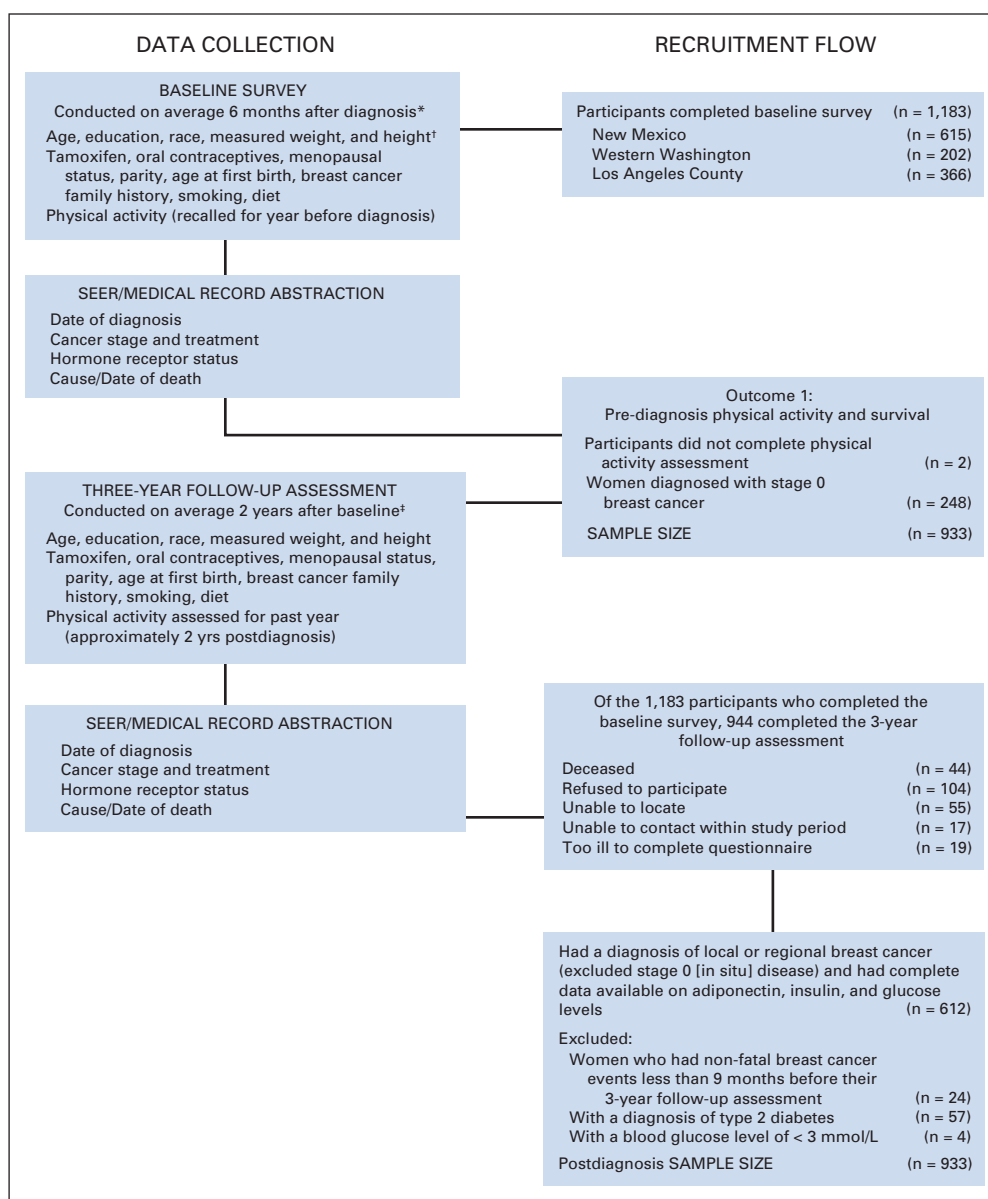 DATA COLLECTION
RECRUITMENT FLOW
BASELINE SURVEY
Conducted on average 6 months after diagnosis*
Age, education, race, measured weight, and height†
Tamoxifen, oral contraceptives, menopausal
status, parity, age at first birth, breast cancer
family history, smoking, diet
Physical activity (recalled for year before diagnosis)
Participants completed baseline survey (n = 1,183)
New Mexico (n = 615)
Western Washington (n = 202)
Los Angeles County (n = 366)
SEER/MEDICAL RECORD ABSTRACTION
Date of diagnosis
Cancer stage and treatment
Hormone receptor status
Cause/Date of death
Outcome 1:
Pre-diagnosis physical activity and survival
Participants did not complete physical
activity assessment (n = 2)
Women diagnosed with stage 0
breast cancer (n = 248)
SAMPLE SIZE (n = 933)
THREE-YEAR FOLLOW-UP ASSESSMENT
Conducted on average 2 years after baseline‡
Age, education, race, measured weight, and height
Tamoxifen, oral contraceptives, menopausal status,
parity, age at first birth, breast cancer family
history, smoking, diet
Physical activity assessed for past year
(approximately 2 yrs postdiagnosis)
SEER/MEDICAL RECORD ABSTRACTION
Date of diagnosis
Cancer stage and treatment
Hormone receptor status
Cause/Date of death
Of the 1,183 participants who completed the
baseline survey, 944 completed the 3-year
follow-up assessment
Deceased (n = 44)
Refused to participate (n = 104)
Unable to locate (n = 55)
Unable to contact within study period (n = 17)
Too ill to complete questionnaire (n = 19)
Had a diagnosis of local or regional breast cancer
(excluded stage 0 [in situ] disease) and had complete
data available on adiponectin, insulin, and glucose
levels (n = 612)
Excluded:
Women who had non-fatal breast cancer
events less than 9 months before their
3-year follow-up assessment (n = 24)
With a diagnosis of type 2 diabetes (n = 57)
With a blood glucose level of < 3 mmol/L (n = 4)
Postdiagnosis SAMPLE SIZE (n = 933)